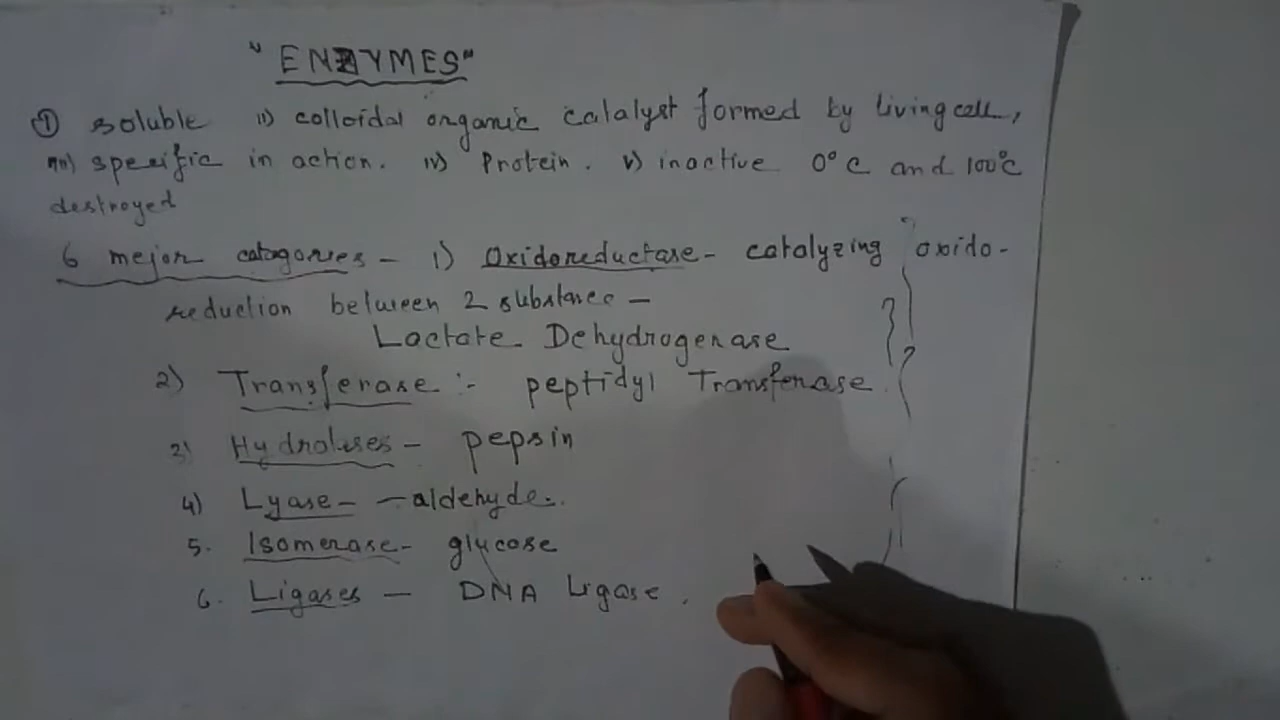 "ENZYMES"
① soluble ii) colloidal organic catalyst formed by living cell,
iii) specific in action. iv) Protein. v) inactive 0°C and 100°C
destroyed
6 mejor catagories - 1) Oxidoreductase - catalyzing oxido-
reduction between 2 substance -
Lactate Dehydrogenase
2) Transferase :- peptidyl Transferase
3) Hydrolases - pepsin
4) Lyase - - aldehyde.
5. Isomerase - glucose
6. Ligases - DNA Ligase.